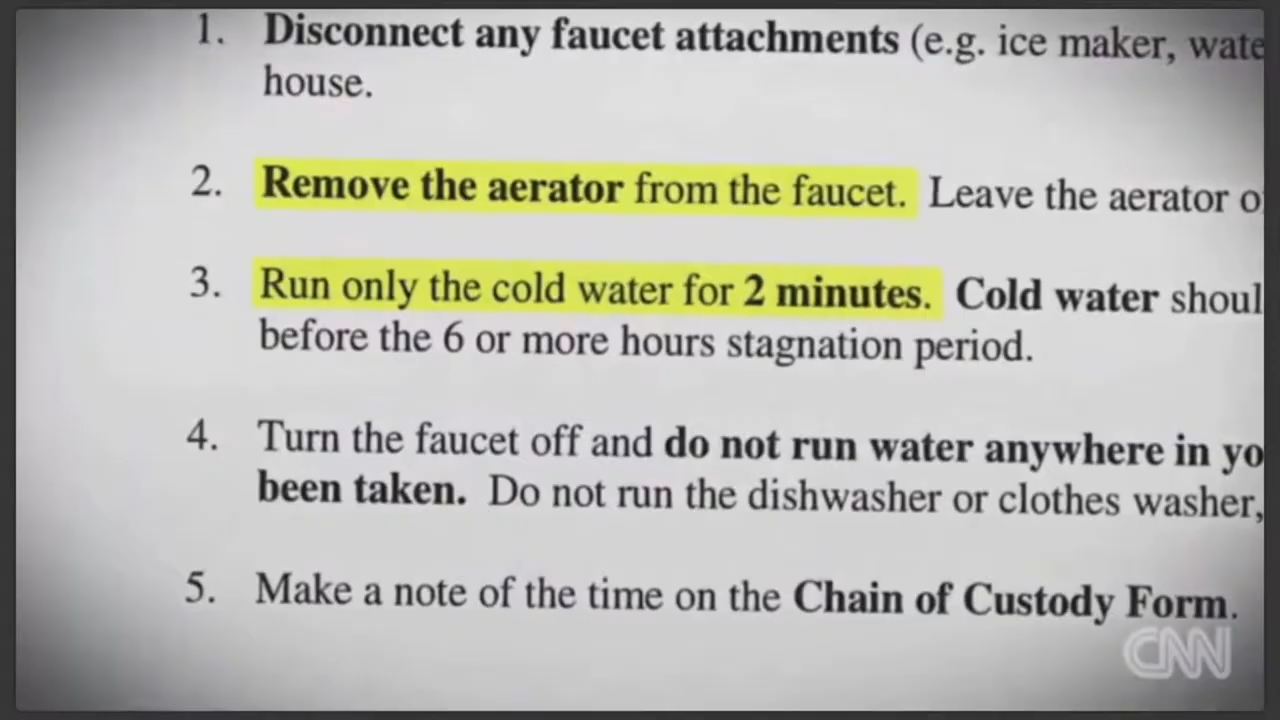 1. Disconnect any faucet attachments (e.g. ice maker, wate
house.
2. Remove the aerator from the faucet. Leave the aerator o
3. Run only the cold water for 2 minutes. Cold water shoul
before the 6 or more hours stagnation period.
4. Turn the faucet off and do not run water anywhere in yo
been taken. Do not run the dishwasher or clothes washer,
5. Make a note of the time on the Chain of Custody Form.
CNN